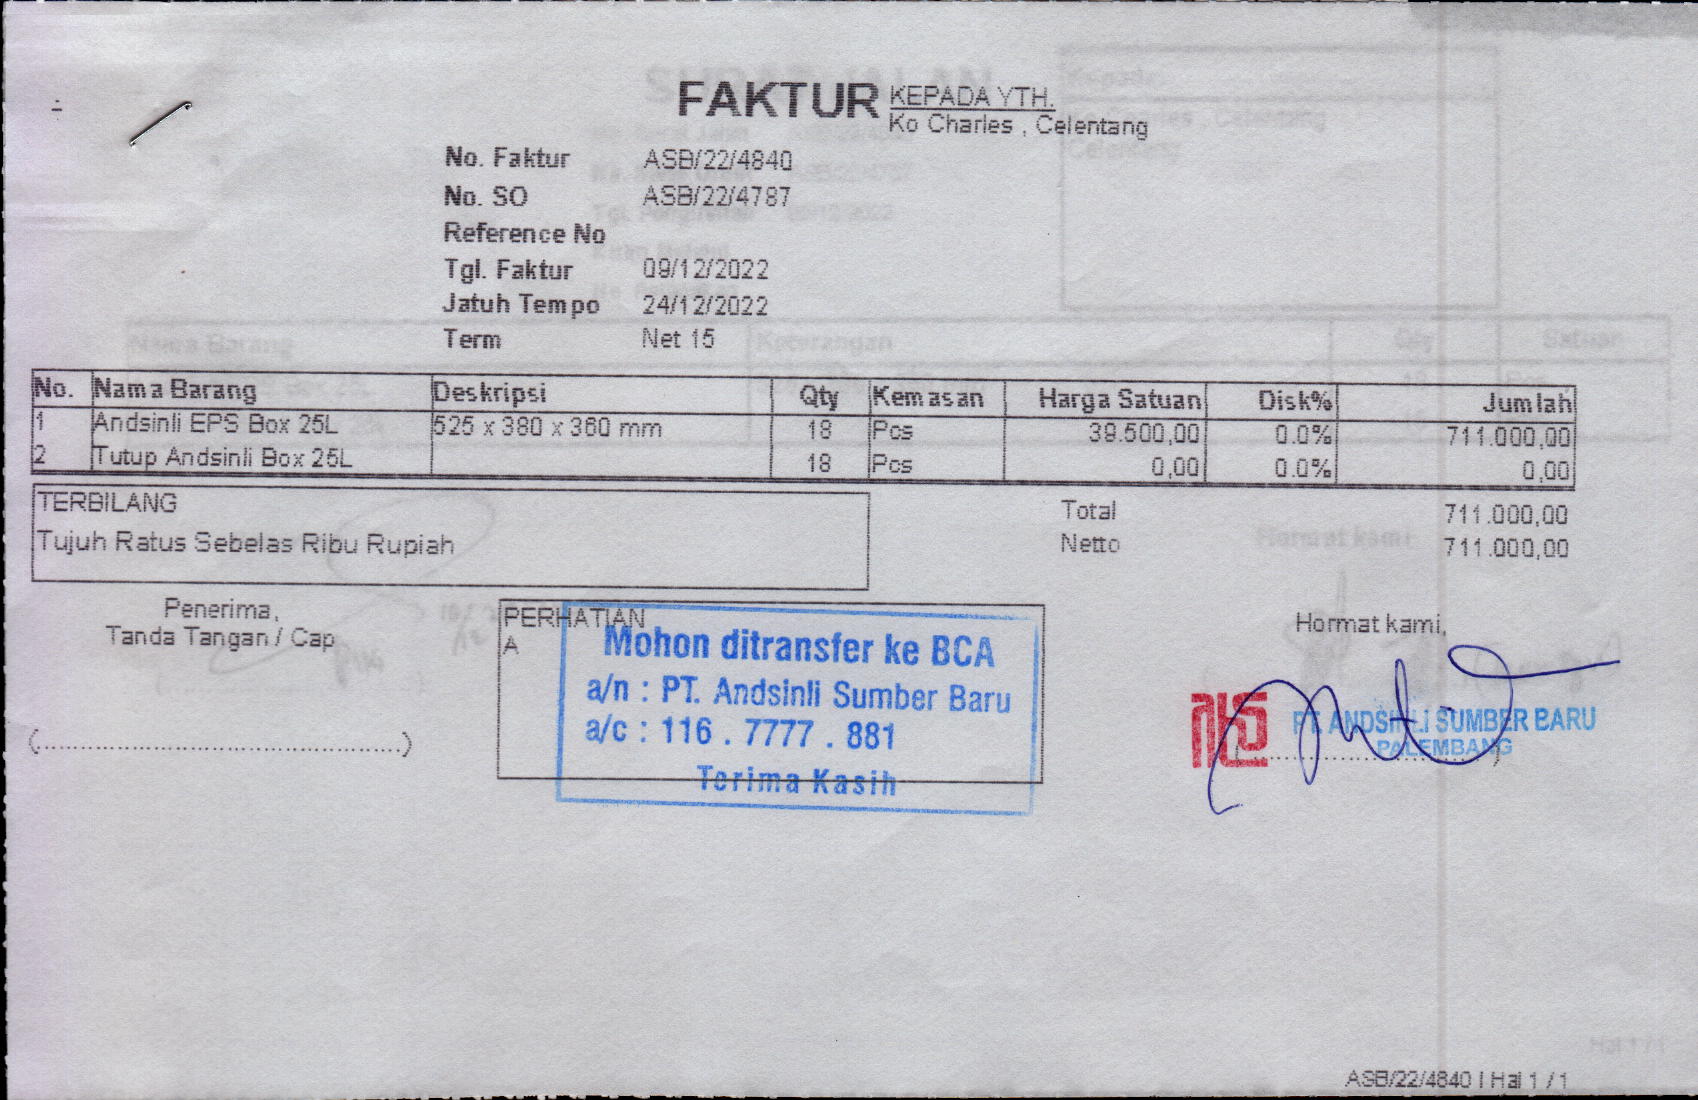 FAKTUR
KEPADA YTH.
Ko Charles , Celentang
No. Faktur ASB/22/4840
No. SO ASB/22/4787
Reference No
Tgl. Faktur 09/12/2022
Jatuh Tempo 24/12/2022
Term Net 15
No. Nama Barang Deskripsi Qty Kemasan Harga Satuan Disk% Jumlah
1 Andsinli EPS Box 25L 525 x 380 x 360 mm 18 Pcs 39.500,00 0.0% 711.000,00
2 Tutup Andsinli Box 25L 18 Pcs 0,00 0.0% 0,00
TERBILANG
Tujuh Ratus Sebelas Ribu Rupiah
Total 711.000,00
Netto 711.000,00
Penerima,
Tanda Tangan / Cap
(......................................................)
PERHATIAN
A
Mohon ditransfer ke BCA
a/n : PT. Andsinli Sumber Baru
a/c : 116 . 7777 . 881
Terima Kasih
Hormat kami,
PT. ANDSINLI SUMBER BARU
PALEMBANG
ASB/22/4840 | Hal 1 / 1